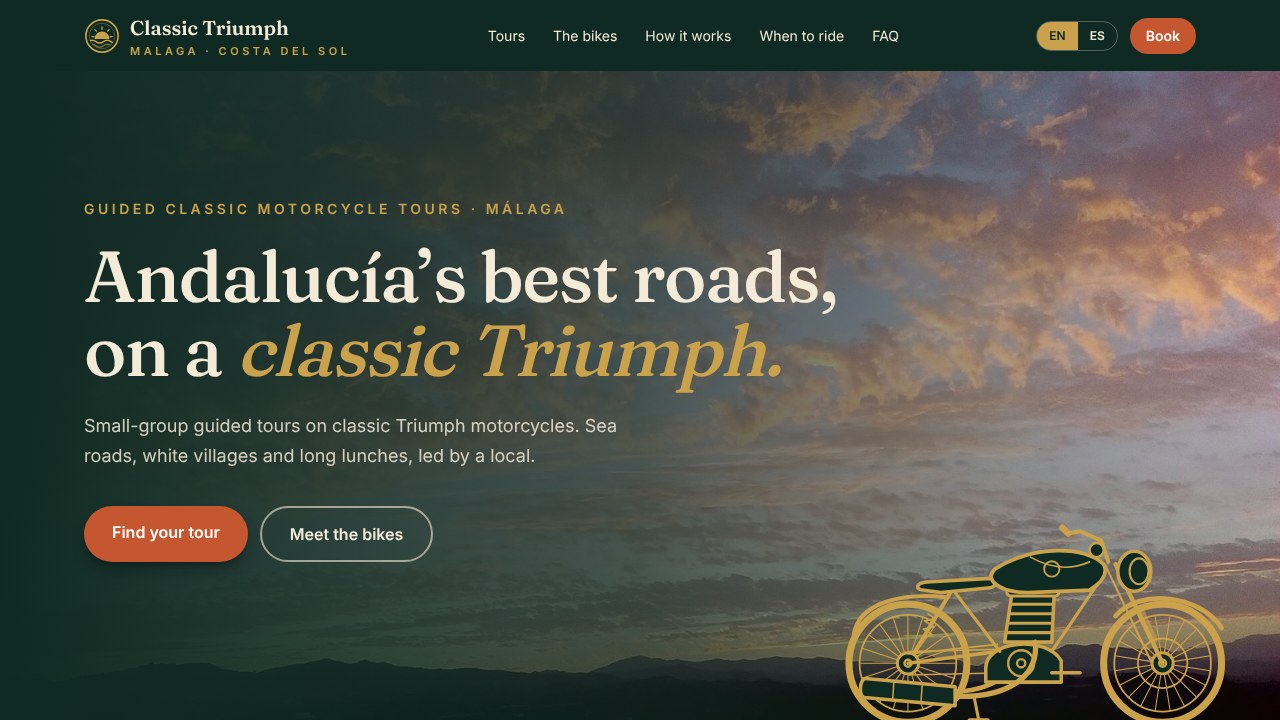 Classic Triumph
MALAGA · COSTA DEL SOL
Tours
The bikes
How it works
When to ride
FAQ
EN
ES
Book
GUIDED CLASSIC MOTORCYCLE TOURS · MÁLAGA
Andalucía’s best roads,
on a classic Triumph.
Small-group guided tours on classic Triumph motorcycles. Sea
roads, white villages and long lunches, led by a local.
Find your tour
Meet the bikes